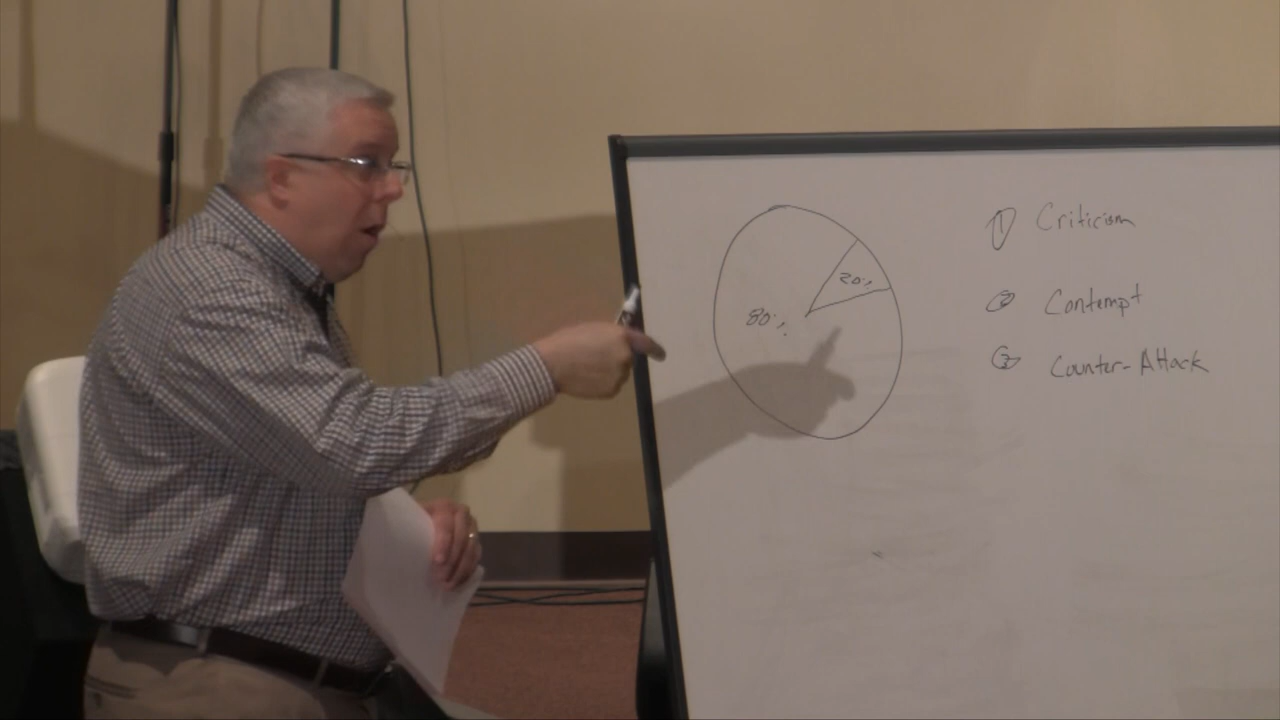 20%
80%
① Criticism
② Contempt
③ Counter-Attack